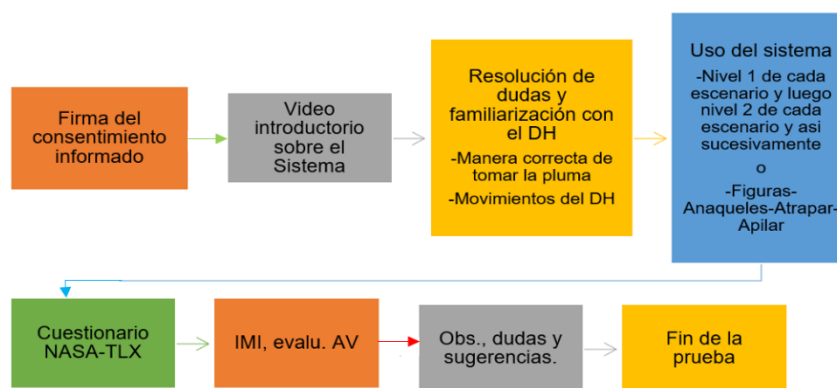 Firma del
consentimiento
informado
Video
introductorio
sobre el
Sistema
Resolución de
dudas y
familiarización con
el DH
-Manera correcta de
tomar la pluma
-Movimientos del DH
Uso del sistema
-Nivel 1 de cada
escenario y luego
nivel 2 de cada
escenario y asi
sucesivamente
o
-Figuras-
Anaqueles-Atrapar-
Apilar
Cuestionario
NASA-TLX
IMI, evalu. AV
Obs., dudas y
sugerencias.
Fin de la
prueba